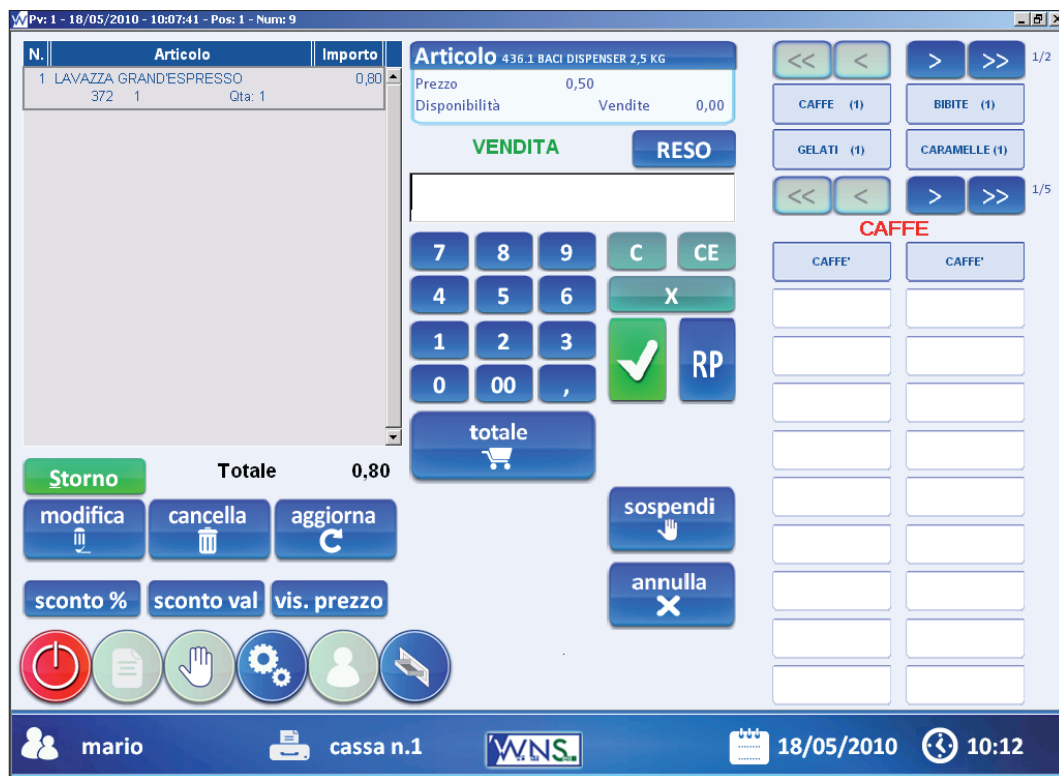 Pv: 1 - 18/05/2010 - 10:07:41 - Pos: 1 - Num: 9
N. Articolo Importo
1 LAVAZZA GRAND'ESPRESSO 0,80
372 1 Qta: 1
Storno Totale 0,80
modifica cancella aggiorna
sconto % sconto val vis. prezzo
Articolo 436.1 BACI DISPENSER 2,5 KG
Prezzo 0,50
Disponibilità Vendite 0,00
VENDITA RESO
7 8 9 C CE
4 5 6 X
1 2 3 RP
0 00 ,
totale
sospendi
annulla
<< < > >> 1/2
CAFFE (1) BIBITE (1)
GELATI (1) CARAMELLE (1)
<< < > >> 1/5
CAFFE
CAFFE' CAFFE'
mario cassa n.1 WNS 18/05/2010 10:12